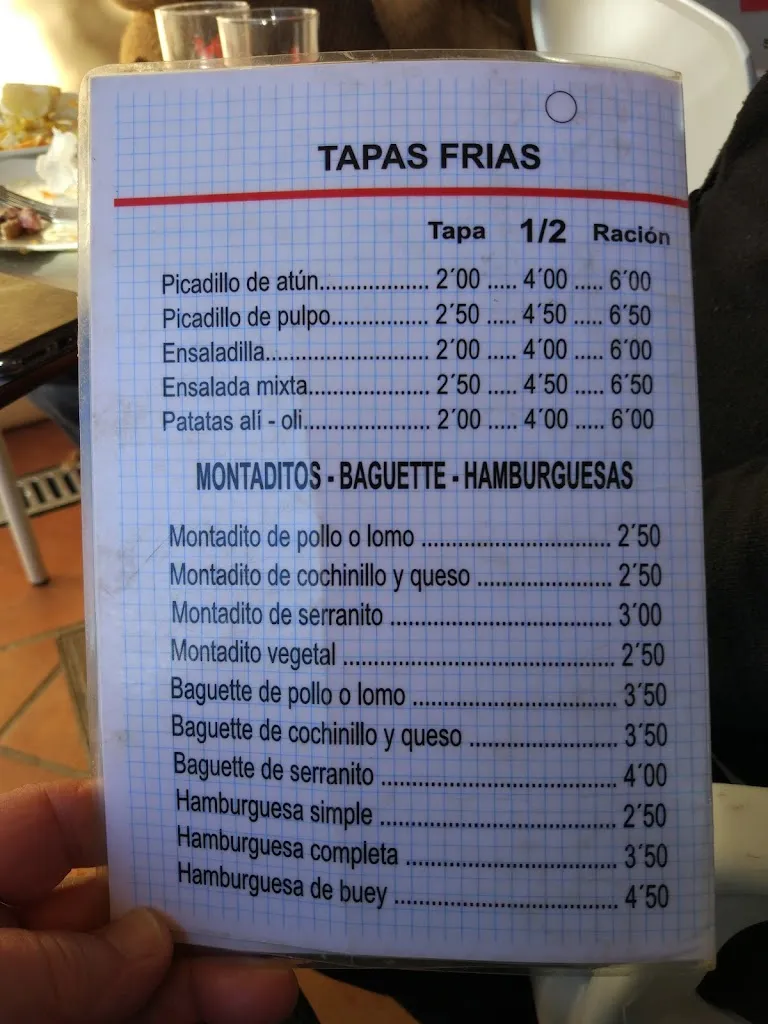 TAPAS FRIAS
Tapa 1/2 Ración
Picadillo de atún.................. 2´00 ..... 4´00 ..... 6´00
Picadillo de pulpo................ 2´50 ..... 4´50 ..... 6´50
Ensaladilla........................... 2´00 ..... 4´00 ..... 6´00
Ensalada mixta.................... 2´50 ..... 4´50 ..... 6´50
Patatas alí - oli..................... 2´00 ..... 4´00 ..... 6´00
MONTADITOS - BAGUETTE - HAMBURGUESAS
Montadito de pollo o lomo ................................ 2´50
Montadito de cochinillo y queso ....................... 2´50
Montadito de serranito ...................................... 3´00
Montadito vegetal .............................................. 2´50
Baguette de pollo o lomo ................................... 3´50
Baguette de cochinillo y queso ......................... 3´50
Baguette de serranito ........................................ 4´00
Hamburguesa simple ........................................ 2´50
Hamburguesa completa ................................... 3´50
Hamburguesa de buey ..................................... 4´50